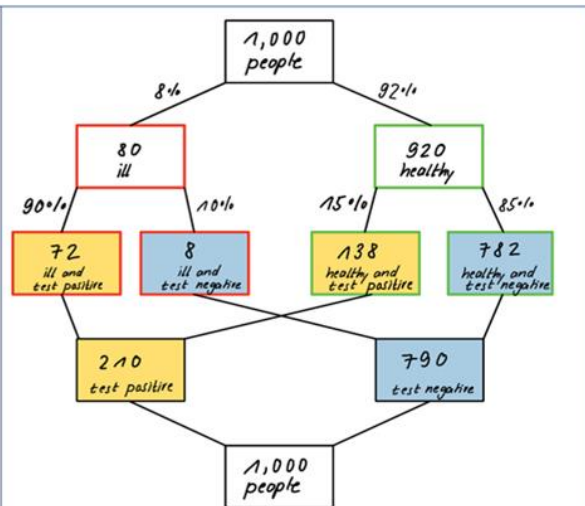 1,000
people
8%
92%
80
ill
920
healthy
90%
10%
15%
85%
72
ill and
test positive
8
ill and
test negative
138
healthy and
test positive
782
healthy and
test negative
210
test positive
790
test negative
1,000
people